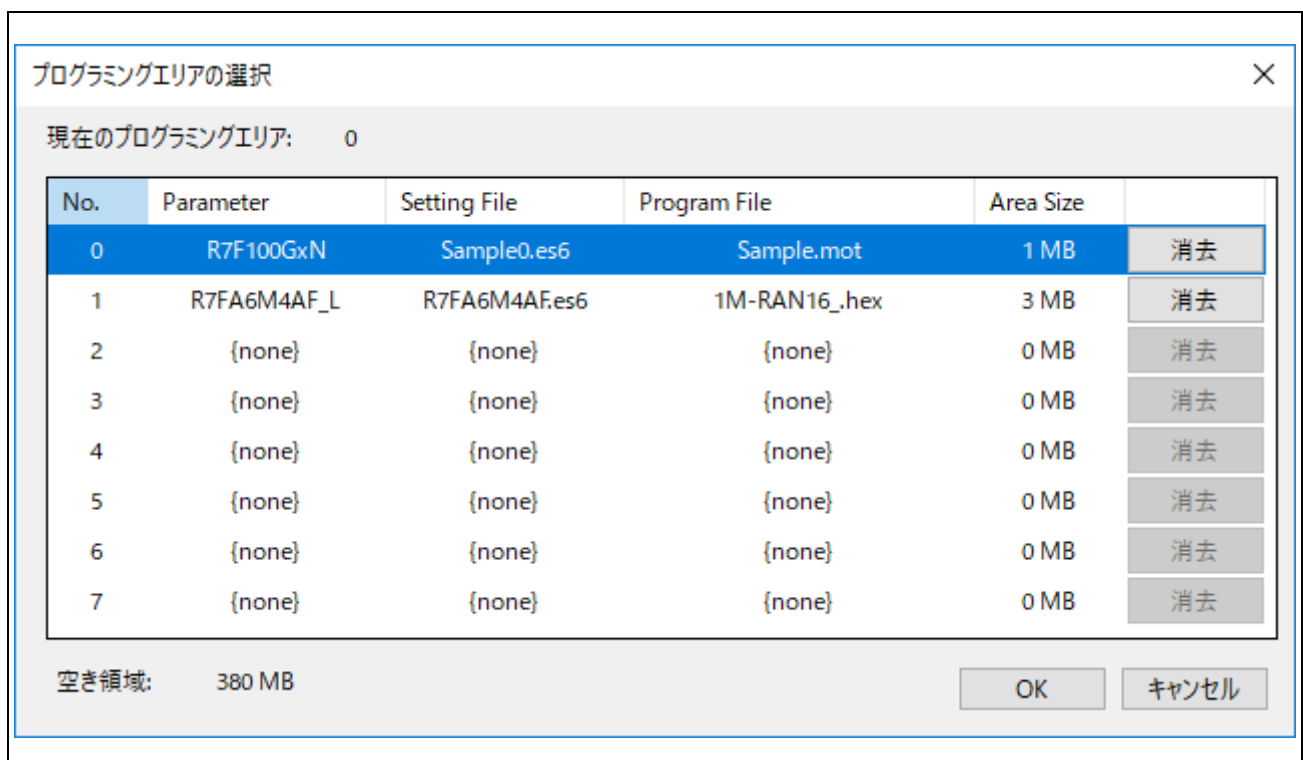 プログラミングエリアの選択
現在のプログラミングエリア: 0
No. Parameter Setting File Program File Area Size
0 R7F100GxN Sample0.es6 Sample.mot 1 MB 消去
1 R7FA6M4AF_L R7FA6M4AF.es6 1M-RAN16_.hex 3 MB 消去
2 {none} {none} {none} 0 MB 消去
3 {none} {none} {none} 0 MB 消去
4 {none} {none} {none} 0 MB 消去
5 {none} {none} {none} 0 MB 消去
6 {none} {none} {none} 0 MB 消去
7 {none} {none} {none} 0 MB 消去
空き領域: 380 MB
OK キャンセル